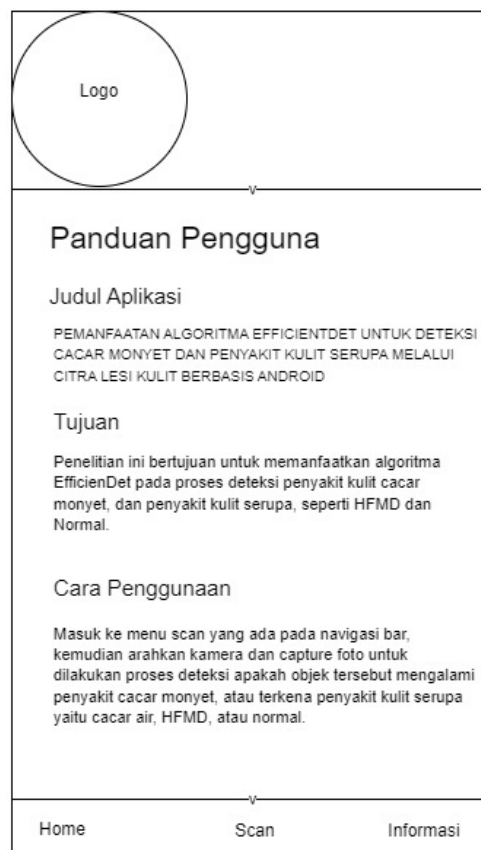 Logo
v
Panduan Pengguna
Judul Aplikasi
PEMANFAATAN ALGORITMA EFFICIENTDET UNTUK DETEKSI
CACAR MONYET DAN PENYAKIT KULIT SERUPA MELALUI
CITRA LESI KULIT BERBASIS ANDROID
Tujuan
Penelitian ini bertujuan untuk memanfaatkan algoritma
EfficienDet pada proses deteksi penyakit kulit cacar
monyet, dan penyakit kulit serupa, seperti HFMD dan
Normal.
Cara Penggunaan
Masuk ke menu scan yang ada pada navigasi bar,
kemudian arahkan kamera dan capture foto untuk
dilakukan proses deteksi apakah objek tersebut mengalami
penyakit cacar monyet, atau terkena penyakit kulit serupa
yaitu cacar air, HFMD, atau normal.
v
Home Scan Informasi